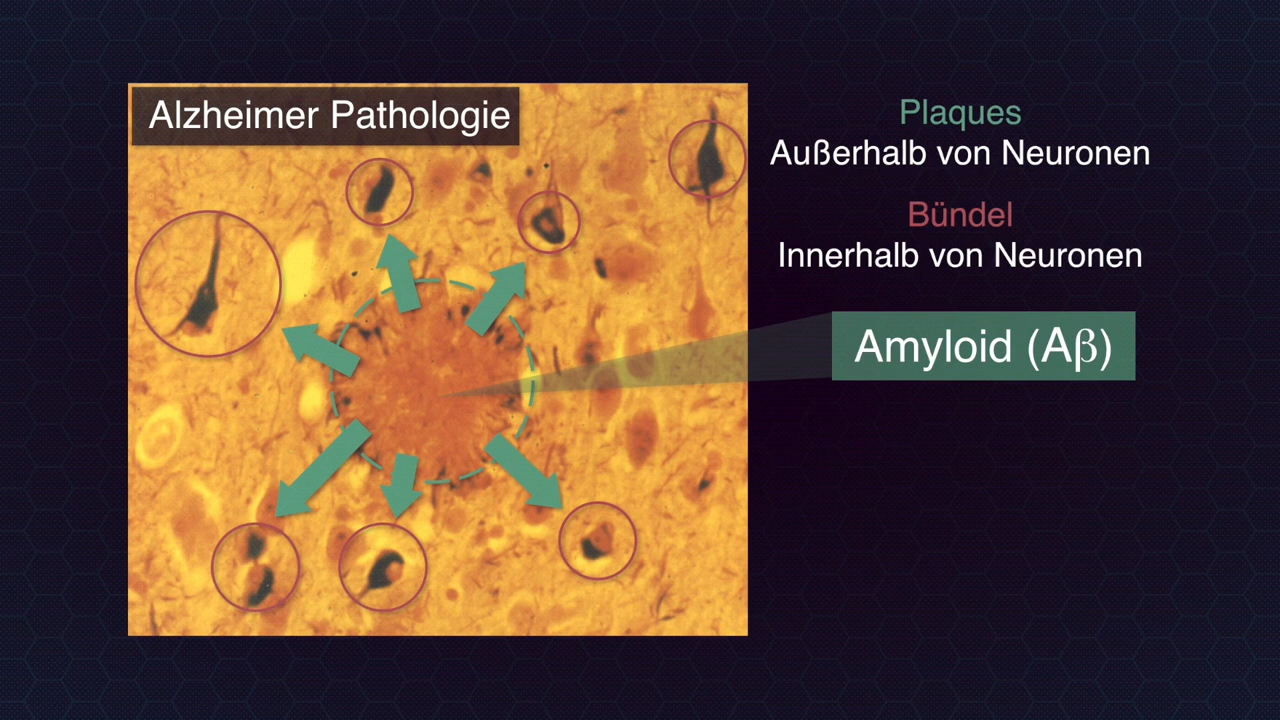 Alzheimer Pathologie
Plaques
Außerhalb von Neuronen
Bündel
Innerhalb von Neuronen
Amyloid (Aβ)